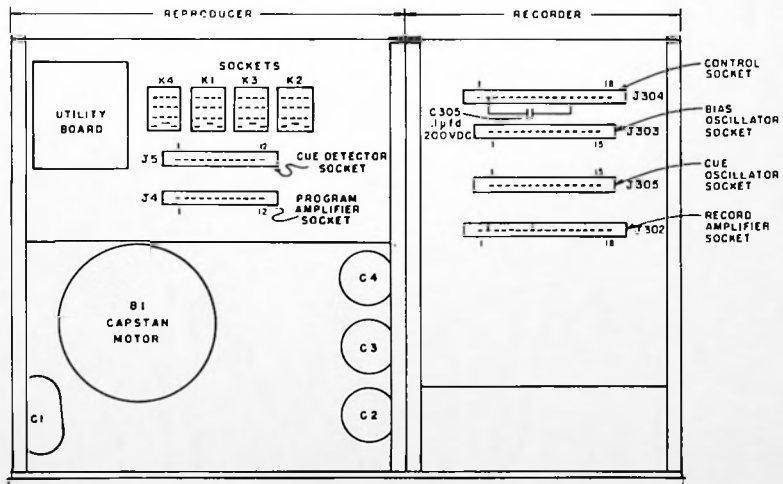 REPRODUCER
RECORDER
SOCKETS
K4 K1 K3 K2
UTILITY
BOARD
1 12
J5
CUE DETECTOR
SOCKET
J4
1 12
PROGRAM
AMPLIFIER
SOCKET
B1
CAPSTAN
MOTOR
C4
C3
C2
C1
1 18
J304
CONTROL
SOCKET
C305
.1µfd
200VDC
J303
1 15
BIAS
OSCILLATOR
SOCKET
1 15
J305
CUE
OSCILLATOR
SOCKET
J302
1 18
RECORD
AMPLIFIER
SOCKET